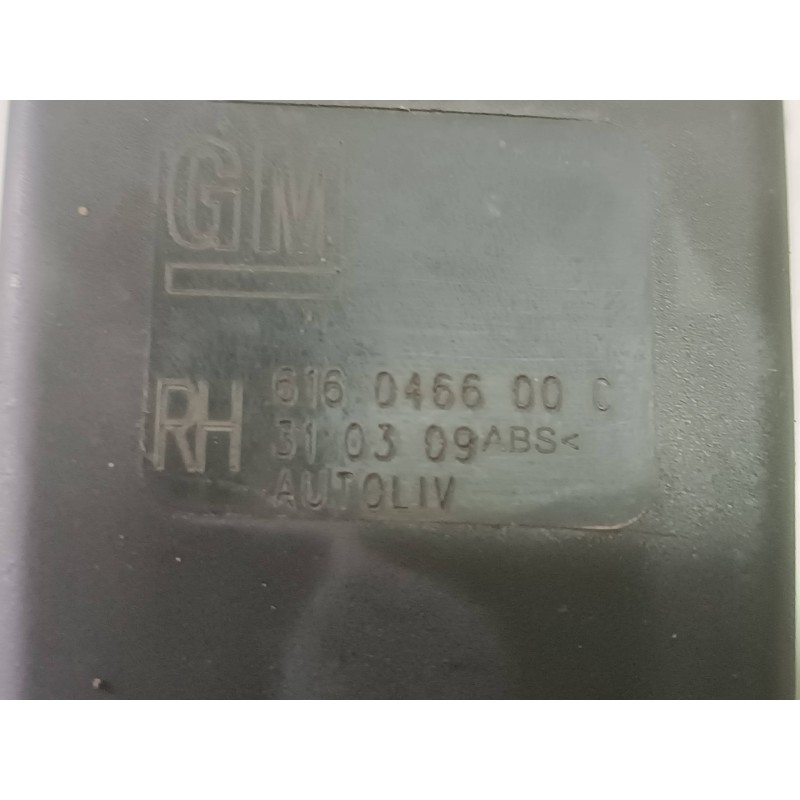 GM
RH
616 0466 00 C
31 03 09 ABS<
AUTOLIV